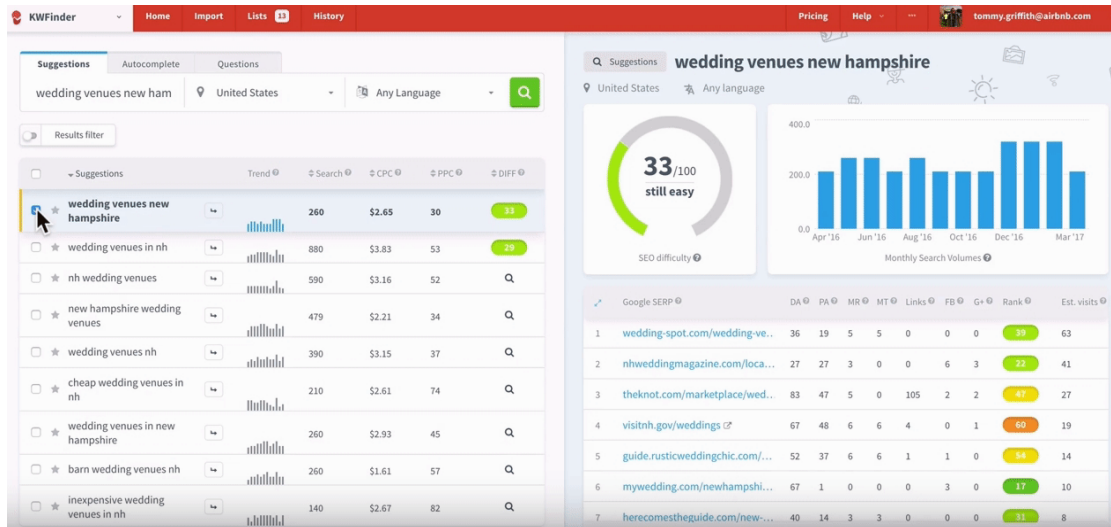 KWFinder
Home
Import
Lists 13
History
Pricing
Help
tommy.griffith@airbnb.com
Suggestions
Autocomplete
Questions
wedding venues new ham
United States
Any Language
Results filter
Suggestions Trend Search CPC PPC DIFF
wedding venues new
hampshire
260 $2.65 30 33
wedding venues in nh 880 $3.83 53 29
nh wedding venues 590 $3.16 52
new hampshire wedding
venues
479 $2.21 34
wedding venues nh 390 $3.15 37
cheap wedding venues in
nh
210 $2.61 74
wedding venues in new
hampshire
260 $2.93 45
barn wedding venues nh 260 $1.61 57
inexpensive wedding
venues in nh
140 $2.67 82
Suggestions wedding venues new hampshire
United States Any language
33/100
still easy
SEO difficulty
400.0
200.0
0.0
Apr '16 Jun '16 Aug '16 Oct '16 Dec '16 Mar '17
Monthly Search Volumes
Google SERP DA PA MR MT Links FB G+ Rank Est. visits
1 wedding-spot.com/wedding-ve... 36 19 5 5 0 0 0 39 63
2 nhweddingmagazine.com/loca... 27 27 3 0 0 6 3 22 41
3 theknot.com/marketplace/wed... 83 47 5 0 105 2 2 47 27
4 visitnh.gov/weddings 67 48 6 6 4 0 1 60 19
5 guide.rusticweddingchic.com/... 52 37 6 6 1 1 0 54 14
6 mywedding.com/newhampshi... 67 1 0 0 0 3 0 17 10
7 herecomestheguide.com/new-... 40 14 3 3 0 0 0 31 8